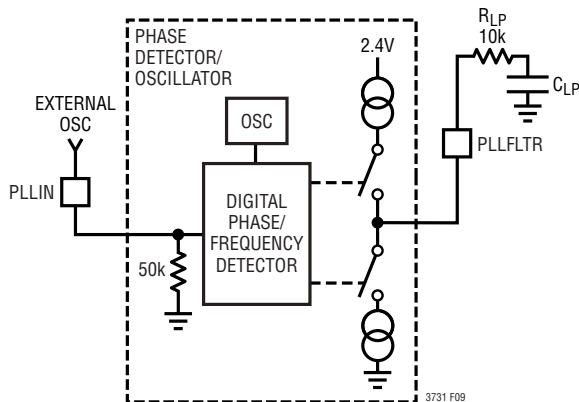 PHASE
DETECTOR/
OSCILLATOR
2.4V
R_LP
10k
C_LP
EXTERNAL
OSC
OSC
PLLFLTR
PLLIN
DIGITAL
PHASE/
FREQUENCY
DETECTOR
50k
3731 F09